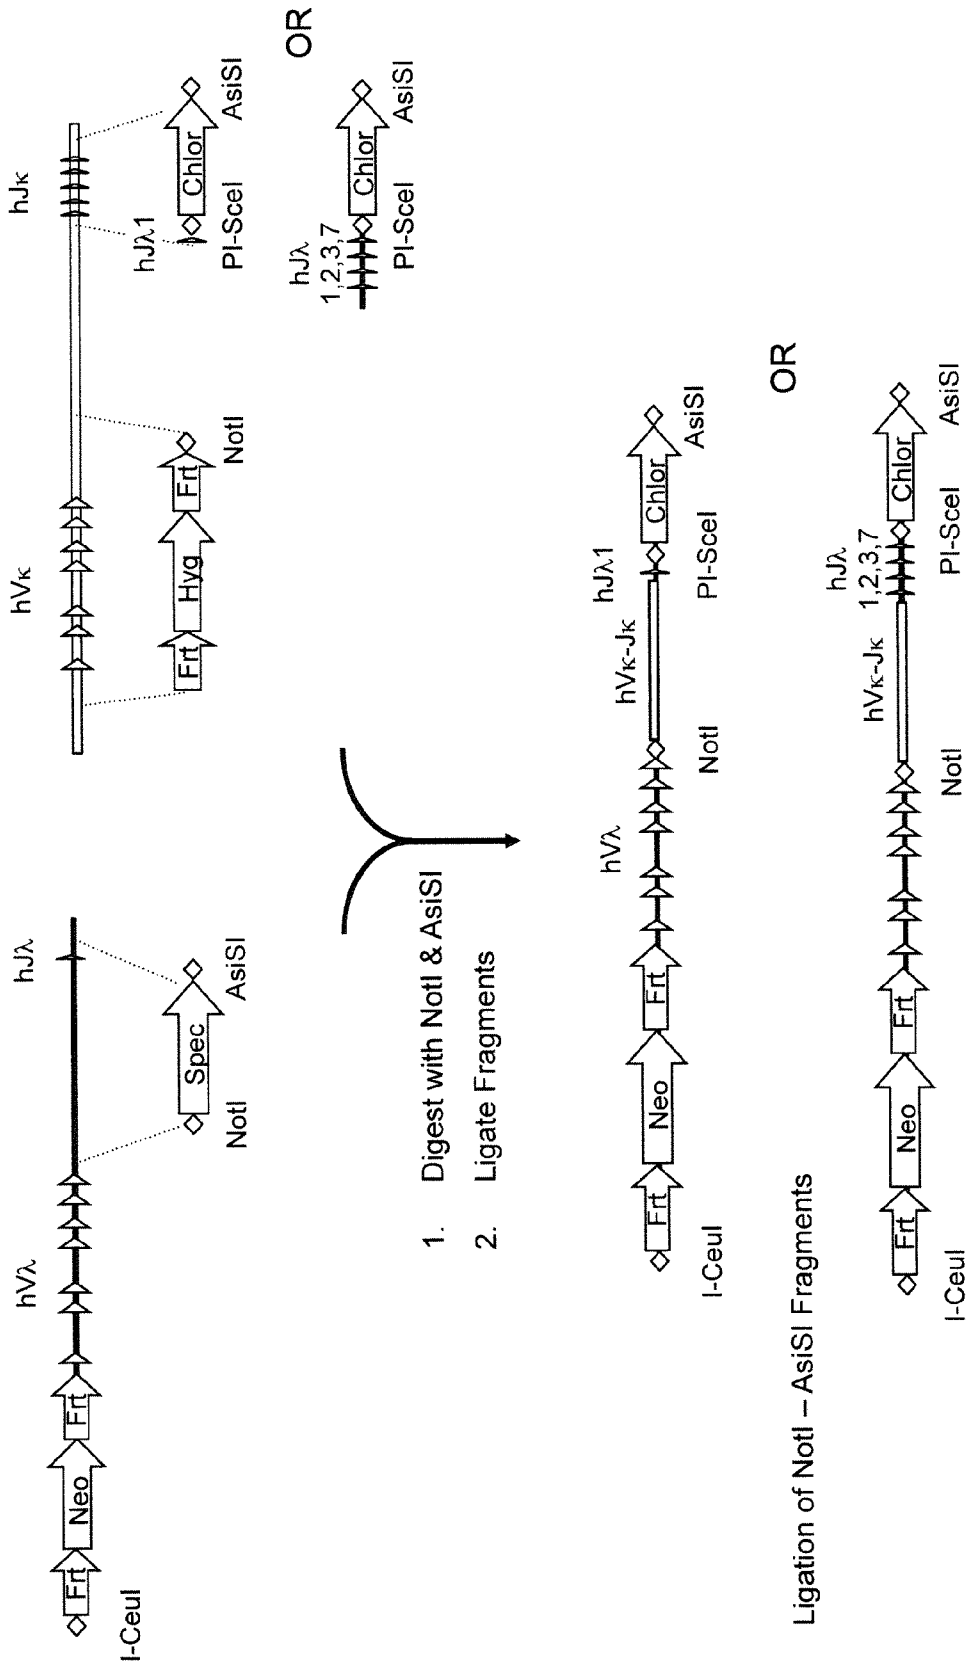 hVλ
hJλ
Frt
Neo
Frt
I-CeuI
Spec
NotI
AsiSI
hVκ
hJκ
Frt
Hyg
Frt
NotI
hJλ1
Chlor
PI-SceI
AsiSI
OR
hJλ
1,2,3,7
Chlor
PI-SceI
AsiSI
1. Digest with NotI & AsiSI
2. Ligate Fragments
hVλ
hVκ-Jκ
hJλ1
Frt
Neo
Frt
Chlor
I-CeuI
NotI
PI-SceI
AsiSI
OR
Ligation of NotI – AsiSI Fragments
hVκ-Jκ
hJλ
1,2,3,7
Frt
Neo
Frt
Chlor
I-CeuI
NotI
PI-SceI
AsiSI